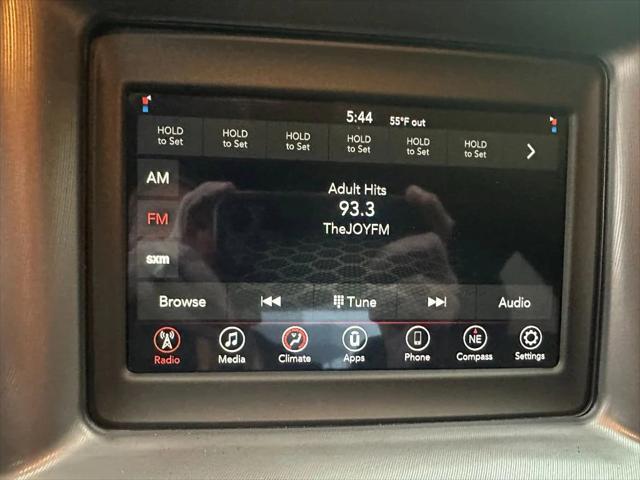 5:44 55°F out
HOLD to Set HOLD to Set HOLD to Set HOLD to Set HOLD to Set HOLD to Set
AM
Adult Hits
FM
93.3
TheJOYFM
sxm
Browse Tune Audio
Radio Media Climate Apps Phone NE Compass Settings